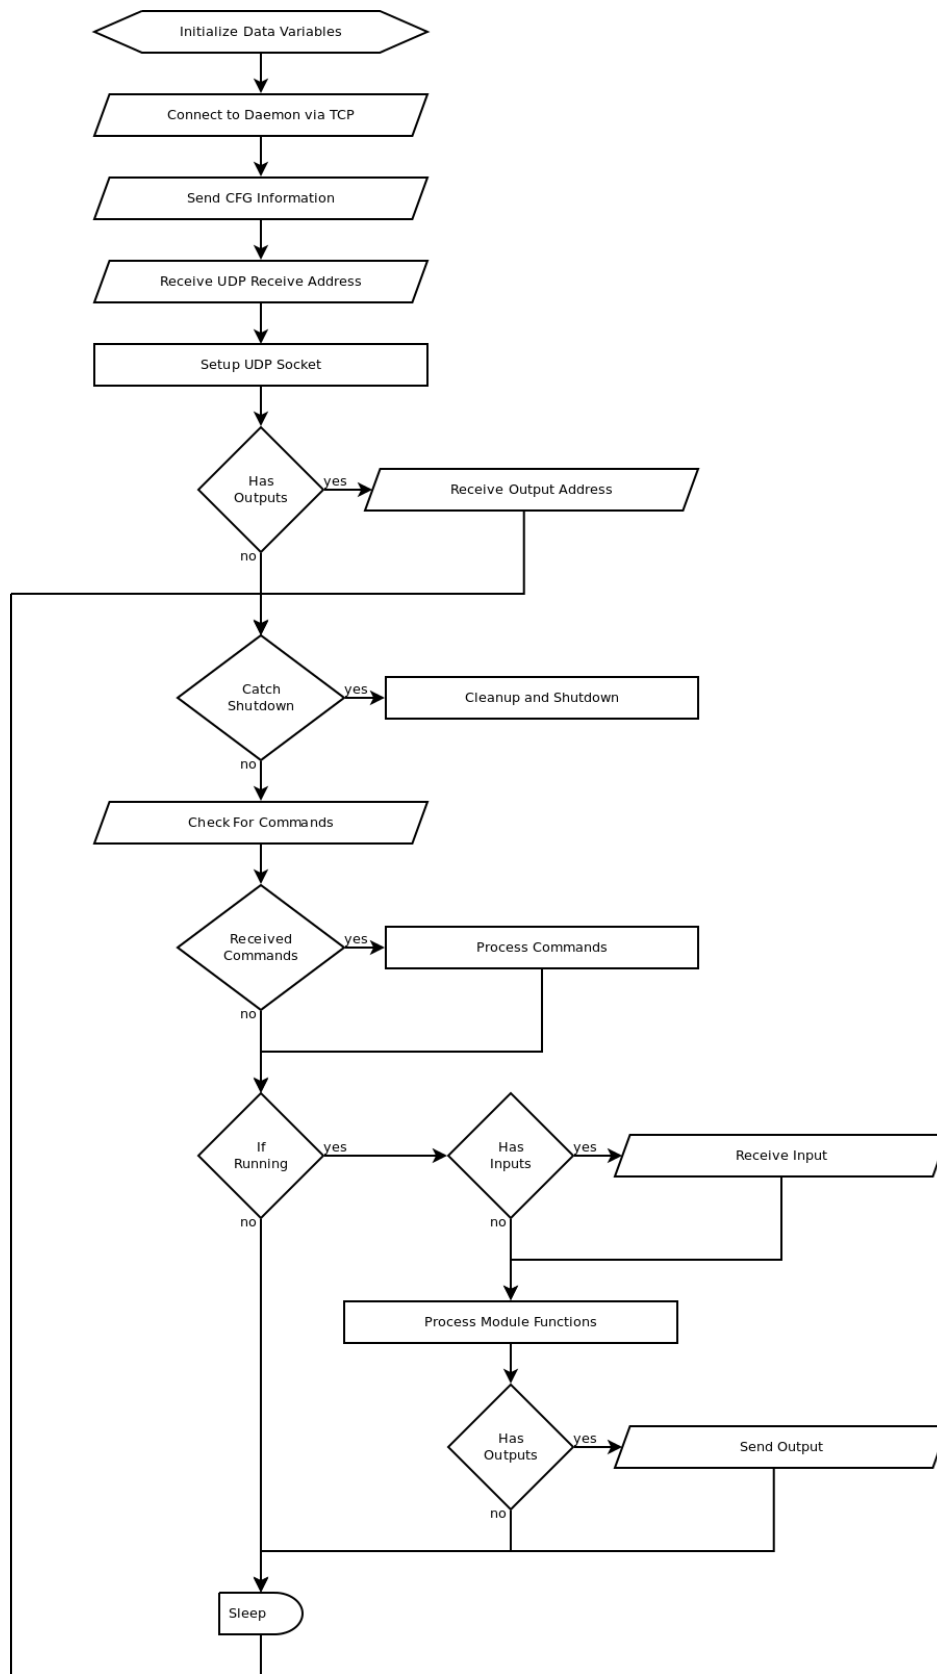 Initialize Data Variables
Connect to Daemon via TCP
Send CFG Information
Receive UDP Receive Address
Setup UDP Socket
Has
Outputs
yes
Receive Output Address
no
Catch
Shutdown
yes
Cleanup and Shutdown
no
Check For Commands
Received
Commands
yes
Process Commands
no
If
Running
yes
Has
Inputs
yes
Receive Input
no
no
Process Module Functions
Has
Outputs
yes
Send Output
no
Sleep